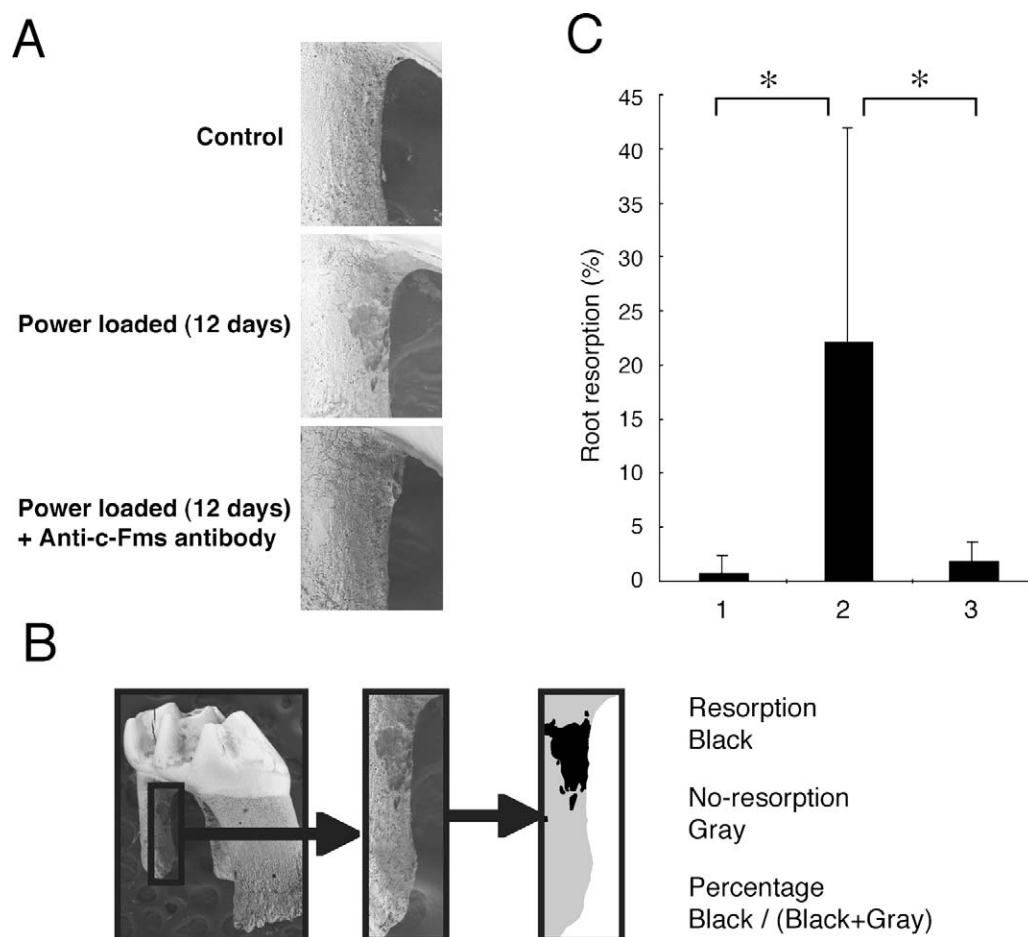 A
Control
Power loaded (12 days)
Power loaded (12 days)
+ Anti-c-Fms antibody
C
*
*
Root resorption (%)
45
40
35
30
25
20
15
10
5
0
1
2
3
B
Resorption
Black
No-resorption
Gray
Percentage
Black / (Black+Gray)